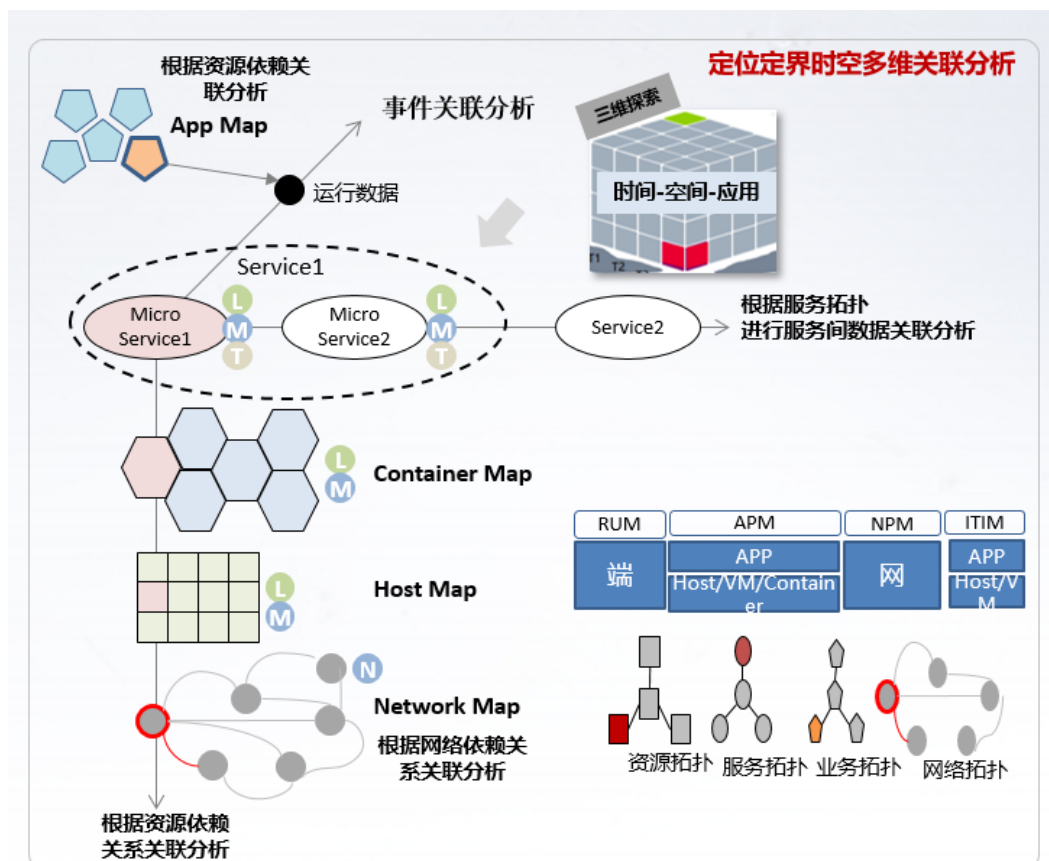 定位定界时空多维关联分析
根据资源依赖关
联分析
App Map
事件关联分析
运行数据
三维探索
时间-空间-应用
T1
T2
Service1
Micro
Service1
L
M
T
Micro
Service2
L
M
T
Service2
根据服务拓扑
进行服务间数据关联分析
L
M
Container Map
L
M
Host Map
N
Network Map
根据网络依赖关
系关联分析
根据资源依赖
关系关联分析
RUM
APM
NPM
ITIM
端
APP
Host/VM/Contain
er
网
APP
Host/V
M
资源拓扑
服务拓扑
业务拓扑
网络拓扑